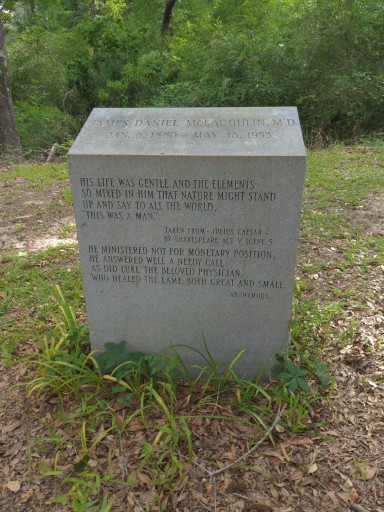 JAMES DANIEL McLAUGHLIN, M.D.
JAN. 5, 1880 – MAY 15, 1955
HIS LIFE WAS GENTLE, AND THE ELEMENTS
SO MIXED IN HIM THAT NATURE MIGHT STAND
UP AND SAY TO ALL THE WORLD,
"THIS WAS A MAN."
TAKEN FROM – JULIUS CAESAR –
BY SHAKESPEARE ACT V SCENE 5
HE MINISTERED NOT FOR MONETARY POSITION,
HE ANSWERED WELL A NEEDY CALL;
AS DID LUKE "THE BELOVED PHYSICIAN,"
WHO HEALED THE LAME, BOTH GREAT AND SMALL.
ANONYMOUS.